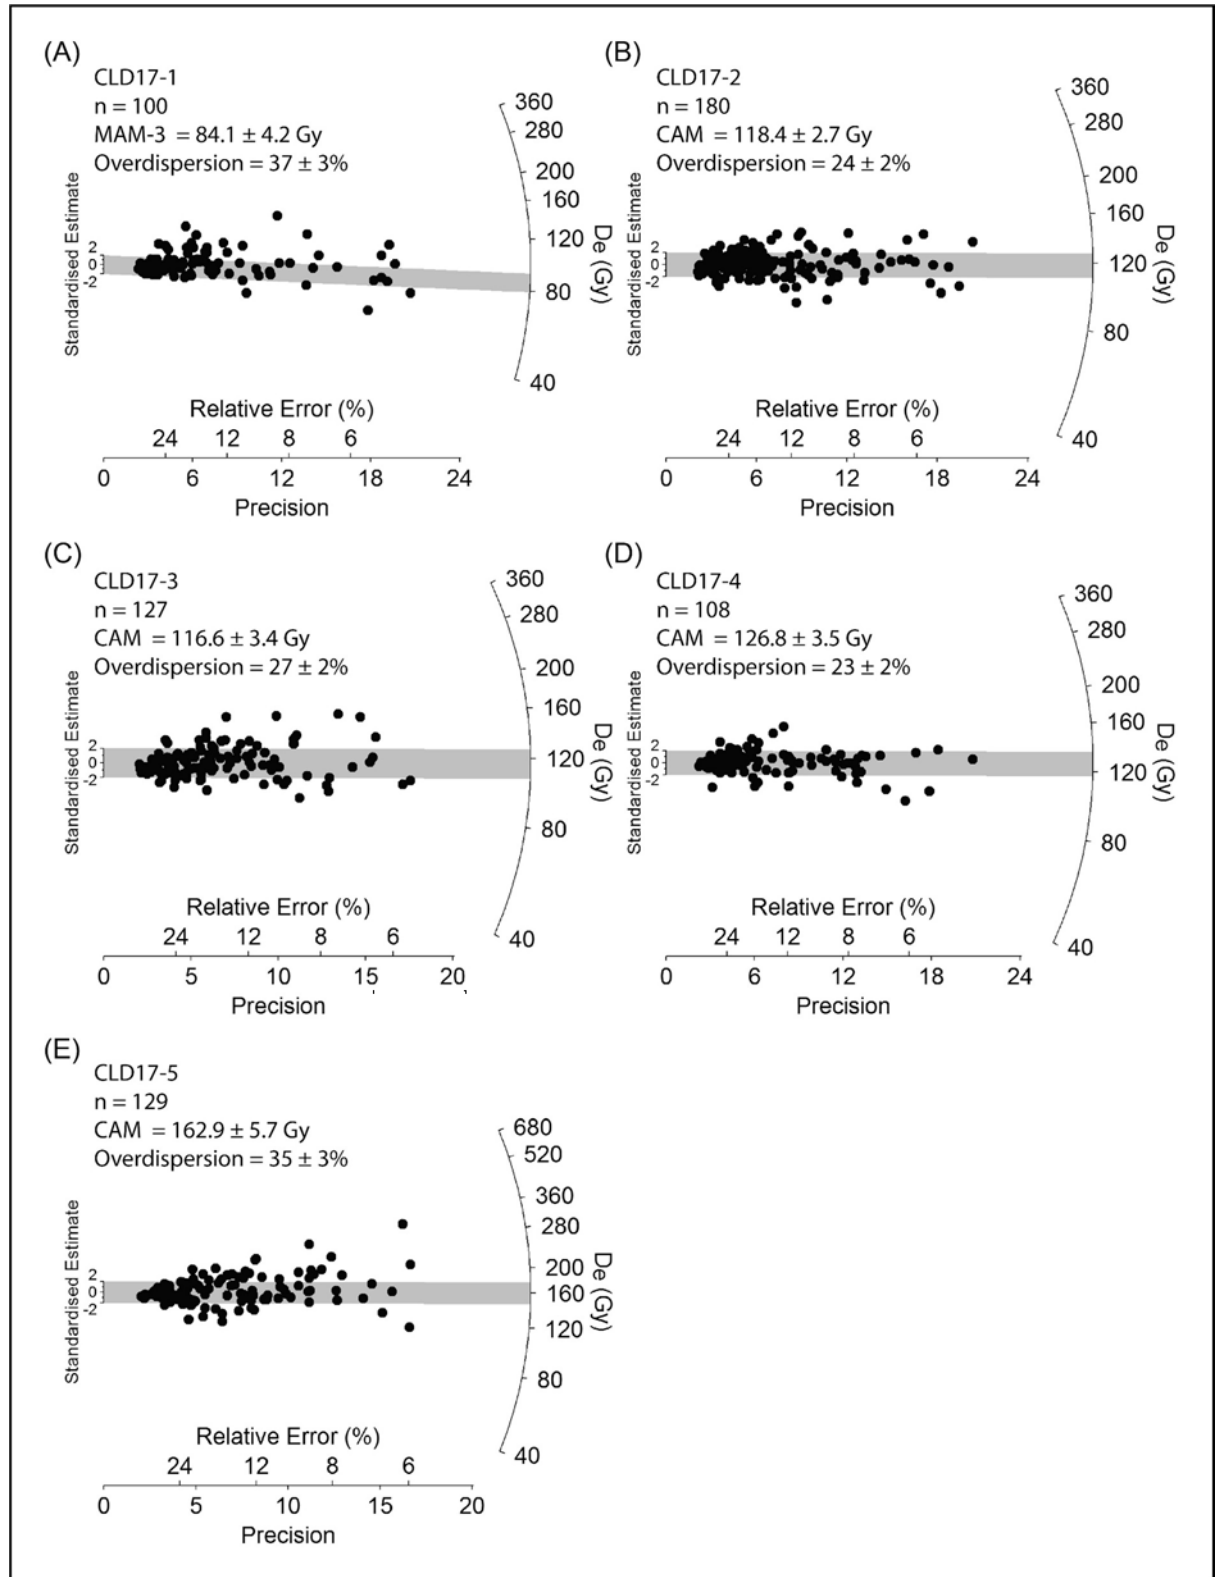 (A)
CLD17-1
n = 100
MAM-3 = 84.1 ± 4.2 Gy
Overdispersion = 37 ± 3%
Standardised Estimate
2
0
-2
360
280
200
160
120
80
40
De (Gy)
Relative Error (%)
24 12 8 6
0 6 12 18 24
Precision
(B)
CLD17-2
n = 180
CAM = 118.4 ± 2.7 Gy
Overdispersion = 24 ± 2%
Standardised Estimate
2
0
-2
360
280
200
160
120
80
40
De (Gy)
Relative Error (%)
24 12 8 6
0 6 12 18 24
Precision
(C)
CLD17-3
n = 127
CAM = 116.6 ± 3.4 Gy
Overdispersion = 27 ± 2%
Standardised Estimate
2
0
-2
360
280
200
160
120
80
40
De (Gy)
Relative Error (%)
24 12 8 6
0 5 10 15 20
Precision
(D)
CLD17-4
n = 108
CAM = 126.8 ± 3.5 Gy
Overdispersion = 23 ± 2%
Standardised Estimate
2
0
-2
360
280
200
160
120
80
40
De (Gy)
Relative Error (%)
24 12 8 6
0 6 12 18 24
Precision
(E)
CLD17-5
n = 129
CAM = 162.9 ± 5.7 Gy
Overdispersion = 35 ± 3%
Standardised Estimate
2
0
-2
680
520
360
280
200
160
120
80
40
De (Gy)
Relative Error (%)
24 12 8 6
0 5 10 15 20
Precision